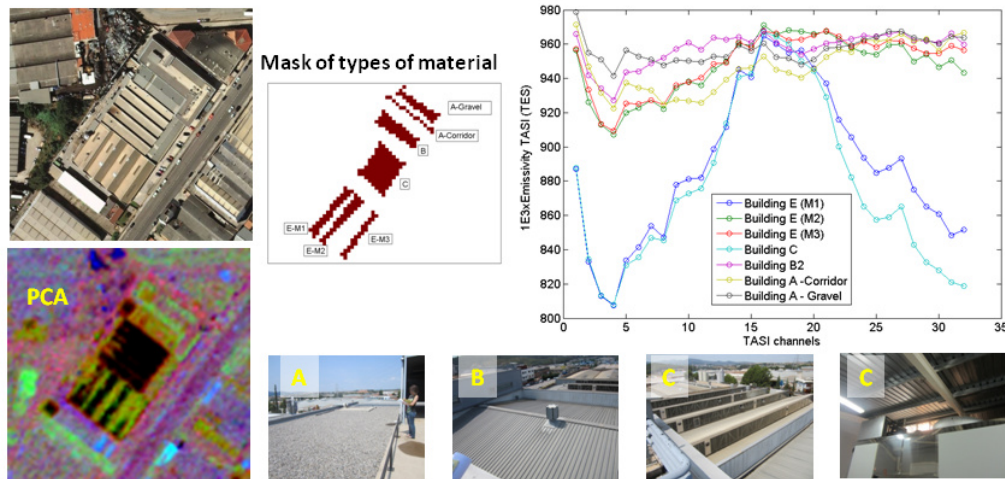 Mask of types of material
A-Gravel
A-Corridor
B
C
E-M1
E-M2
E-M3
PCA
1E3xEmissivity TASI (TES)
980
960
940
920
900
880
860
840
820
800
Building E (M1)
Building E (M2)
Building E (M3)
Building C
Building B2
Building A -Corridor
Building A - Gravel
0 5 10 15 20 25 30 35
TASI channels
A
B
C
C